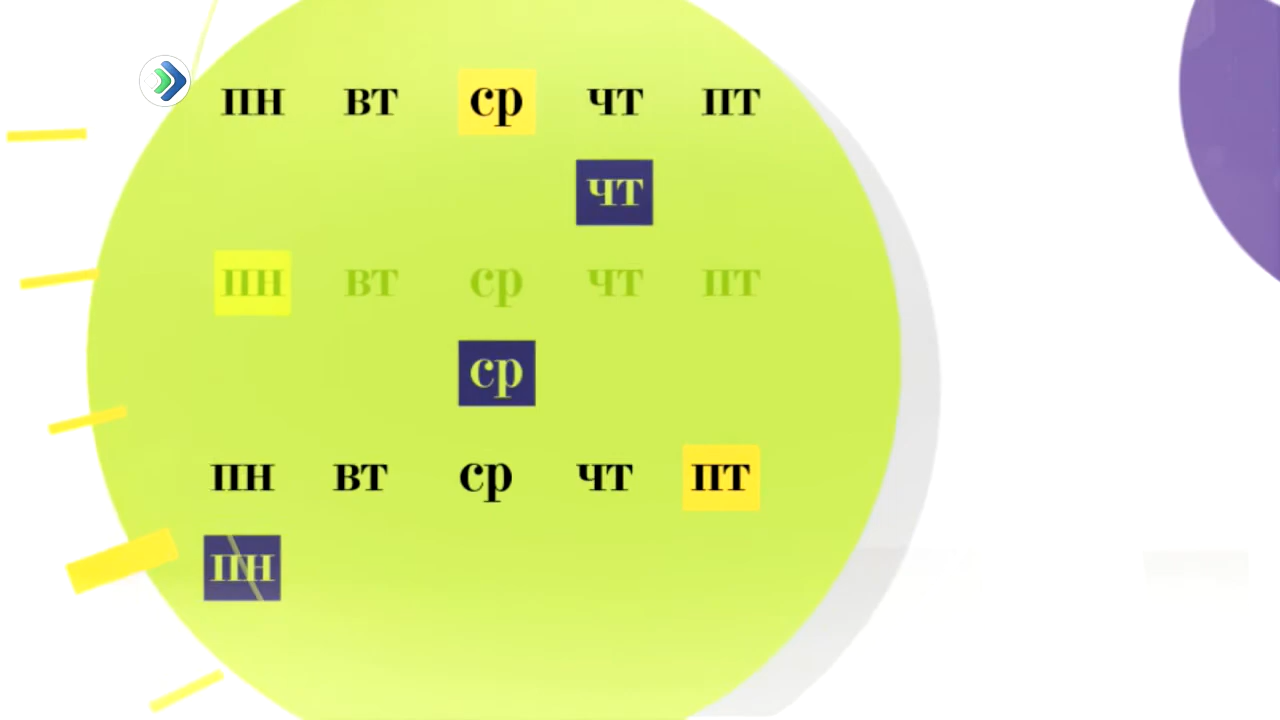 пн вт ср чт пт
чт
пн вт ср чт пт
ср
пн вт ср чт пт
пн